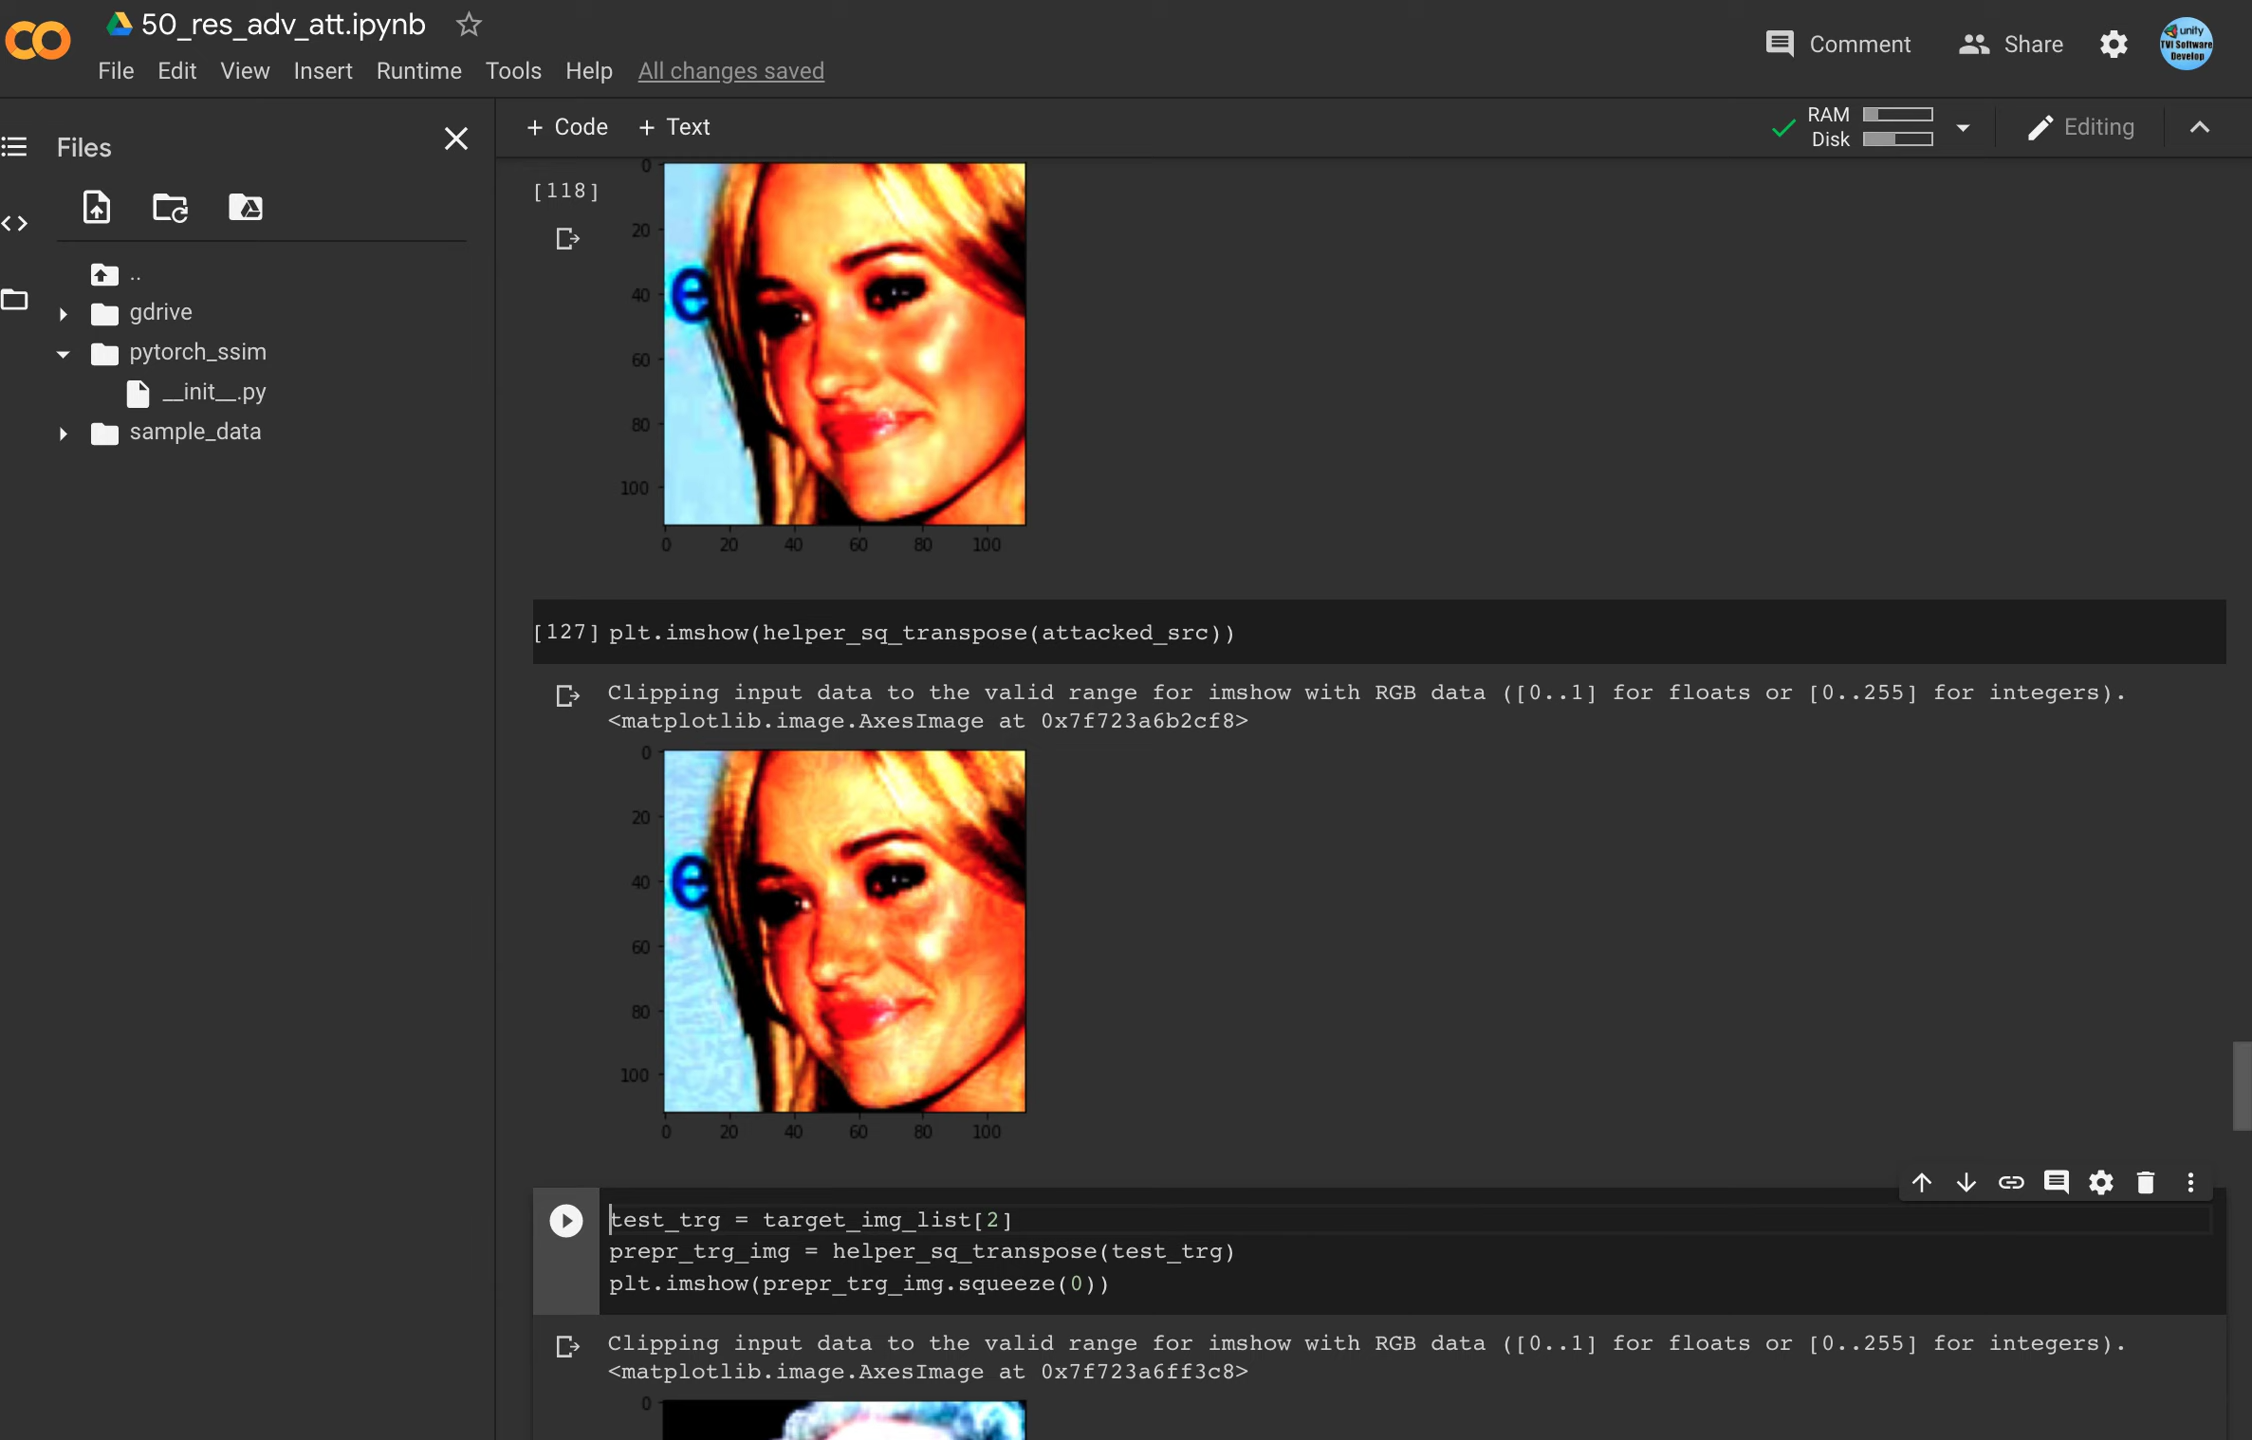 50_res_adv_att.ipynb
File Edit View Insert Runtime Tools Help All changes saved
Comment Share
unity
TVI Software
Develop
Files
+ Code + Text
RAM
Disk
Editing
..
gdrive
pytorch_ssim
__init__.py
sample_data
[118]
0
20
40
60
80
100
0 20 40 60 80 100
e
[127] plt.imshow(helper_sq_transpose(attacked_src))
Clipping input data to the valid range for imshow with RGB data ([0..1] for floats or [0..255] for integers).
<matplotlib.image.AxesImage at 0x7f723a6b2cf8>
0
20
40
60
80
100
0 20 40 60 80 100
e
test_trg = target_img_list[2]
prepr_trg_img = helper_sq_transpose(test_trg)
plt.imshow(prepr_trg_img.squeeze(0))
Clipping input data to the valid range for imshow with RGB data ([0..1] for floats or [0..255] for integers).
<matplotlib.image.AxesImage at 0x7f723a6ff3c8>
0